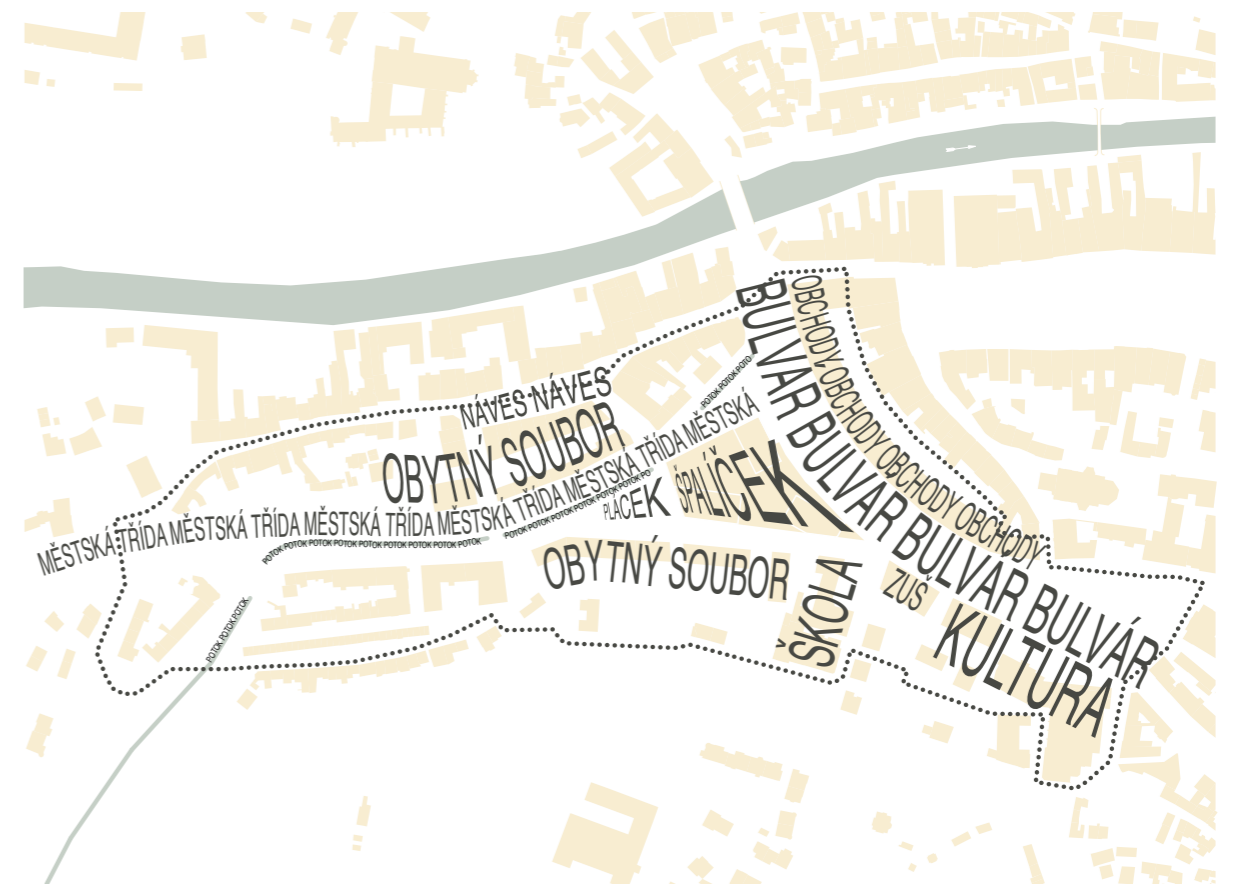 BULVÁR BULVÁR BULVÁR BULVÁR BULVÁR BULVÁR
OBCHODY, OBCHODY OBCHODY OBCHODY OBCHODY
POTOK POTOK POTO
NÁVES NÁVES
OBYTNÝ SOUBOR
MĚSTSKÁ TŘÍDA MĚSTSKÁ TŘÍDA MĚSTSKÁ TŘÍDA MĚSTSKÁ TŘÍDA MĚSTSKÁ TŘÍDA MĚSTSKÁ
POTOK POTOK POTOK POTOK POTOK POTOK PO
PLÁCEK
ŠPALÍČEK
POTOK POTOK POTOK POTOK POTOK POTOK POTOK POTOK POTOK
OBYTNÝ SOUBOR
ŠKOLA
ZUŠ
KULTURA
POTOK POTOK POTOK